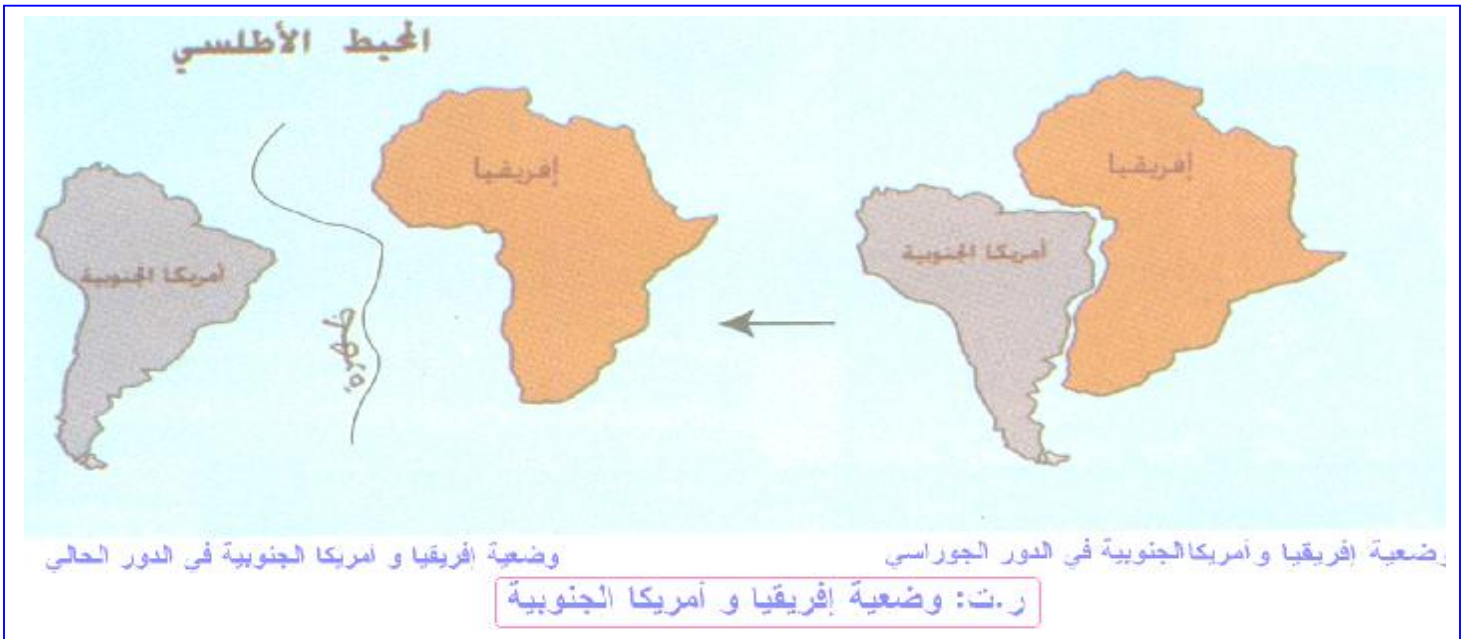 المحيط الأطلسي
إفريقيا
إفريقيا
أمريكا الجنوبية
أمريكا الجنوبية
وضعية إفريقيا و أمريكا الجنوبية في الدور الجوراسي
وضعية إفريقيا و أمريكا الجنوبية في الدور الحالي
ر.ت: وضعية إفريقيا و أمريكا الجنوبية